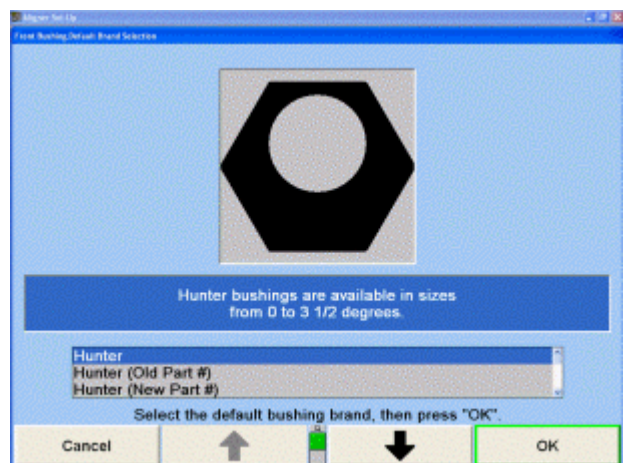 Aligner Set-Up
Front Bushing Default Brand Selection
Hunter bushings are available in sizes
from 0 to 3 1/2 degrees.
Hunter
Hunter (Old Part #)
Hunter (New Part #)
Select the default bushing brand, then press "OK".
Cancel
OK